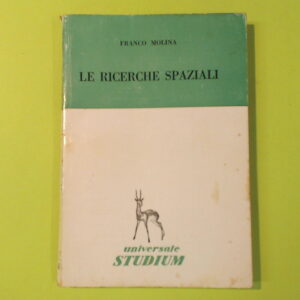 FRANCO MOLINA
LE RICERCHE SPAZIALI
universale
STUDIUM